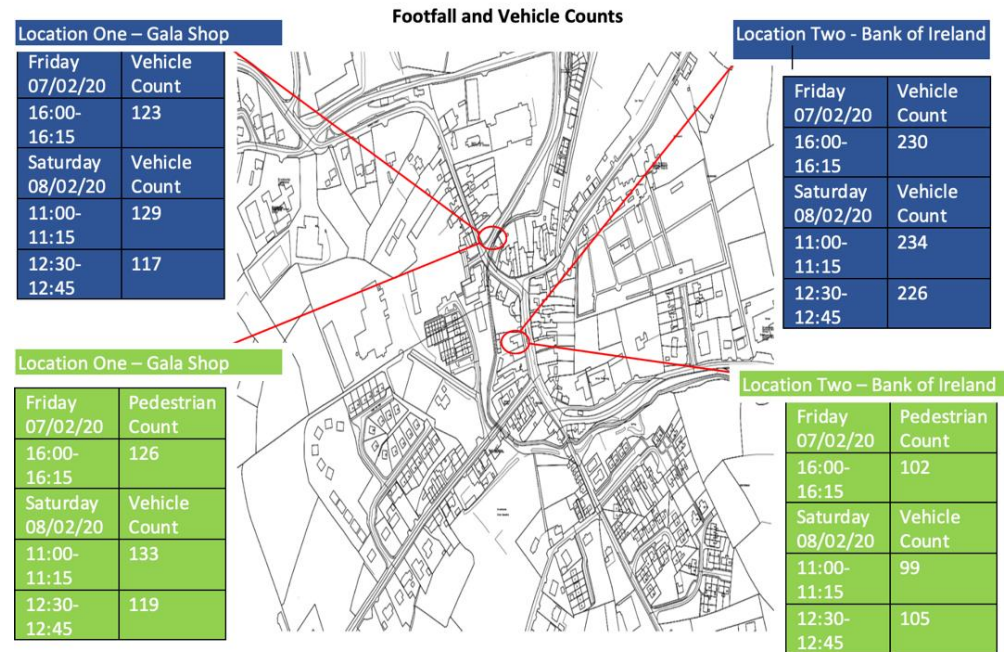 Footfall and Vehicle Counts
Location One – Gala Shop
Friday Vehicle
07/02/20 Count
16:00- 123
16:15
Saturday Vehicle
08/02/20 Count
11:00- 129
11:15
12:30- 117
12:45
Location Two - Bank of Ireland
Friday Vehicle
07/02/20 Count
16:00- 230
16:15
Saturday Vehicle
08/02/20 Count
11:00- 234
11:15
12:30- 226
12:45
Location One – Gala Shop
Friday Pedestrian
07/02/20 Count
16:00- 126
16:15
Saturday Vehicle
08/02/20 Count
11:00- 133
11:15
12:30- 119
12:45
Location Two – Bank of Ireland
Friday Pedestrian
07/02/20 Count
16:00- 102
16:15
Saturday Vehicle
08/02/20 Count
11:00- 99
11:15
12:30- 105
12:45